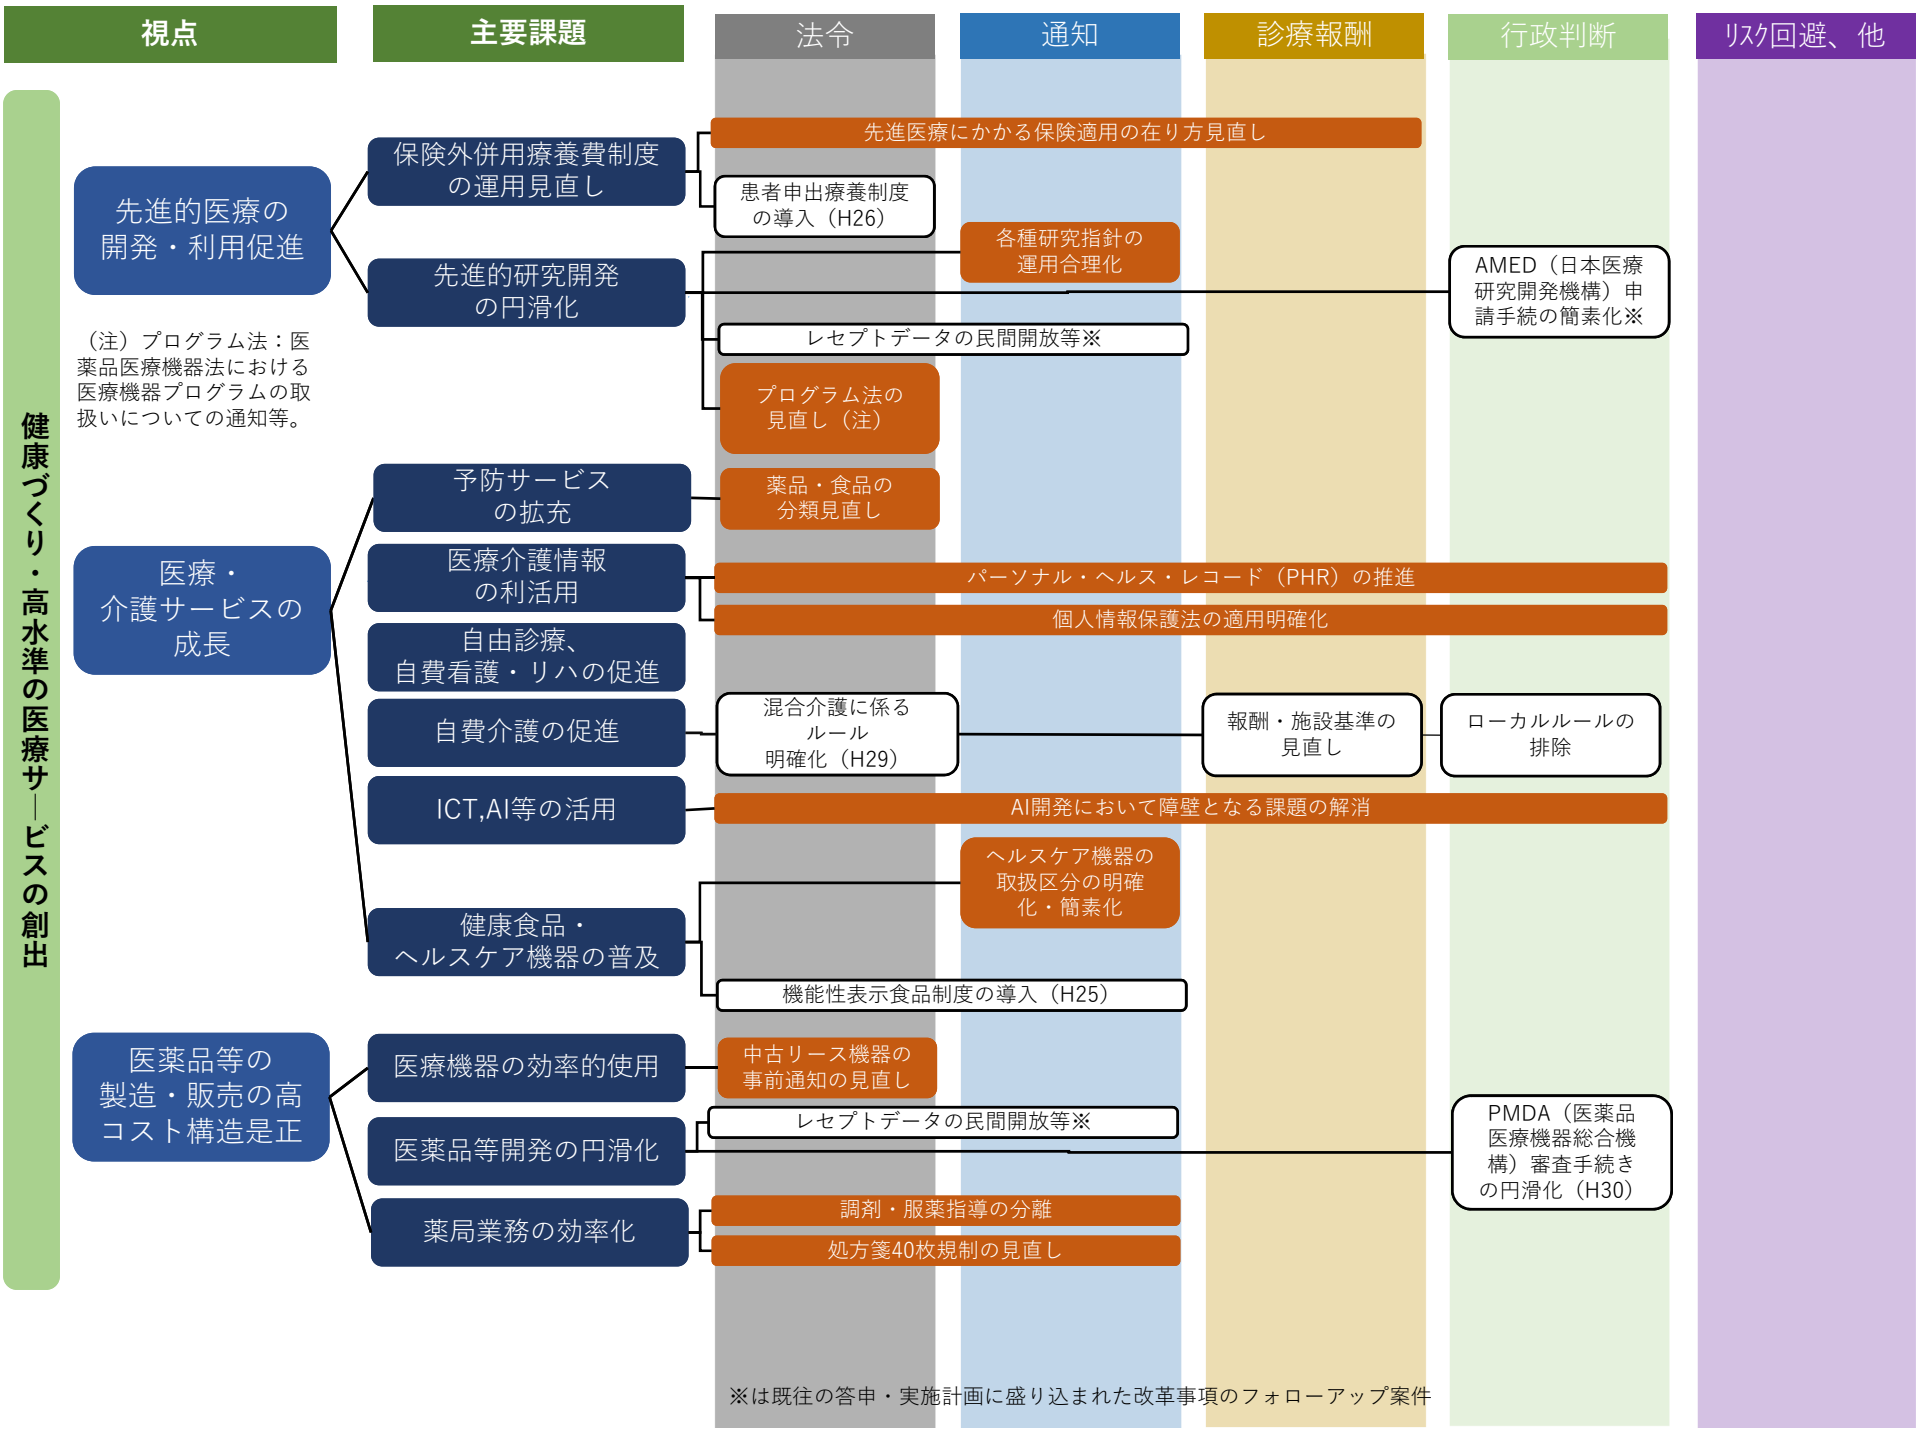 視点
主要課題
法令
通知
診療報酬
行政判断
リスク回避、他
健康づくり・高水準の医療サービスの創出
先進的医療の
開発・利用促進
（注）プログラム法：医
薬品医療機器法における
医療機器プログラムの取
扱いについての通知等。
保険外併用療養費制度
の運用見直し
先進医療にかかる保険適用の在り方見直し
患者申出療養制度
の導入（H26）
先進的研究開発
の円滑化
各種研究指針の
運用合理化
AMED（日本医療
研究開発機構）申
請手続の簡素化※
レセプトデータの民間開放等※
プログラム法の
見直し（注）
医療・
介護サービスの
成長
予防サービス
の拡充
薬品・食品の
分類見直し
医療介護情報
の利活用
パーソナル・ヘルス・レコード（PHR）の推進
個人情報保護法の適用明確化
自由診療、
自費看護・リハの促進
自費介護の促進
混合介護に係る
ルール
明確化（H29）
報酬・施設基準の
見直し
ローカルルールの
排除
ICT,AI等の活用
AI開発において障壁となる課題の解消
健康食品・
ヘルスケア機器の普及
ヘルスケア機器の
取扱区分の明確
化・簡素化
機能性表示食品制度の導入（H25）
医薬品等の
製造・販売の高
コスト構造是正
医療機器の効率的使用
中古リース機器の
事前通知の見直し
医薬品等開発の円滑化
レセプトデータの民間開放等※
PMDA（医薬品
医療機器総合機
構）審査手続き
の円滑化（H30）
薬局業務の効率化
調剤・服薬指導の分離
処方箋40枚規制の見直し
※は既往の答申・実施計画に盛り込まれた改革事項のフォローアップ案件